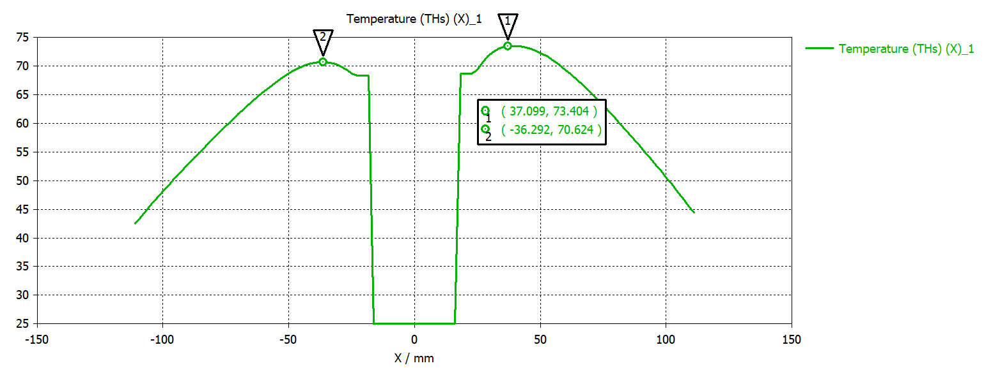 Temperature (THs) (X)_1
1
2
Temperature (THs) (X)_1
75
70
65
60
55
50
45
40
35
30
25
1 ( 37.099, 73.404 )
2 ( -36.292, 70.624 )
-150 -100 -50 0 50 100 150
X / mm